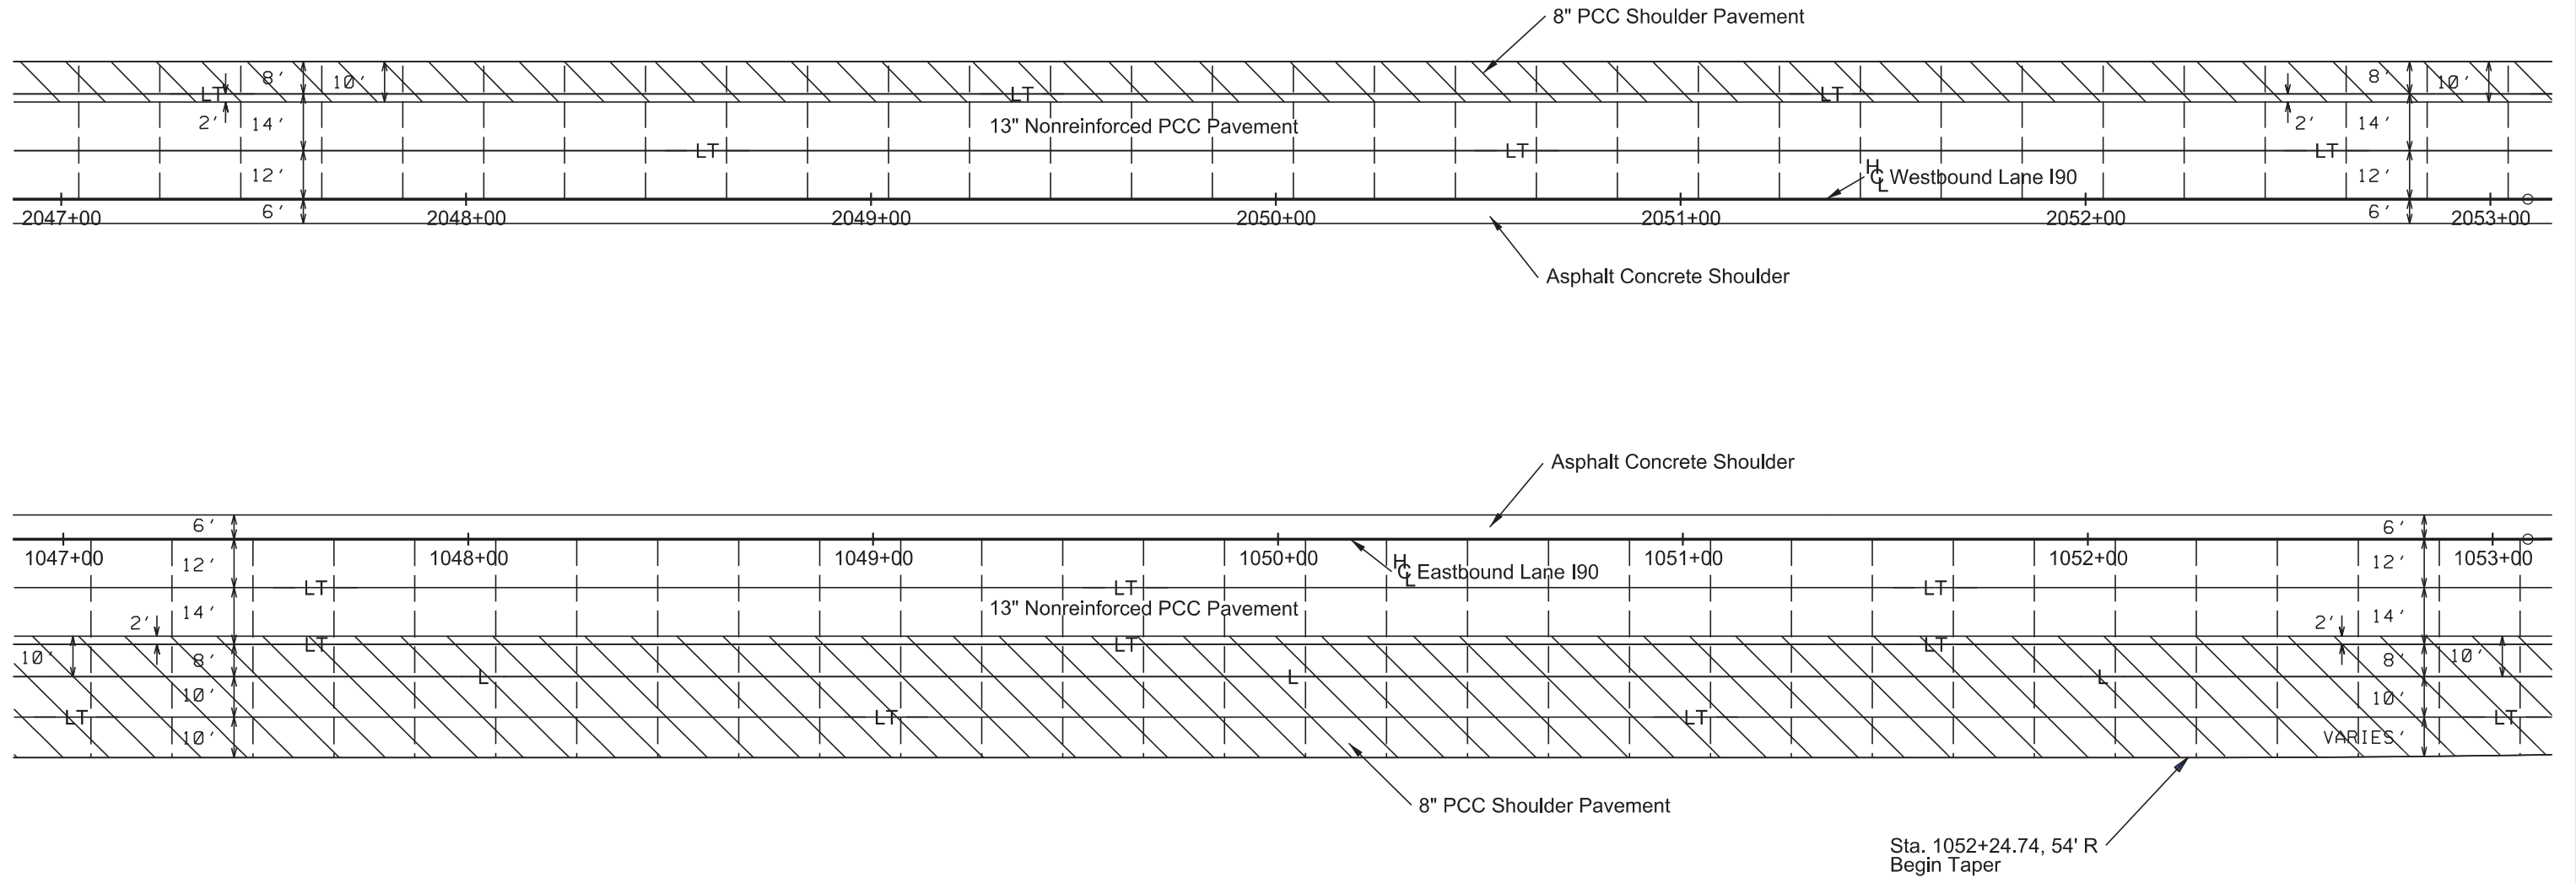 8" PCC Shoulder Pavement
8'
10'
8'
10'
LT
LT
LT
2'
14'
13" Nonreinforced PCC Pavement
2'
14'
LT
LT
LT
12'
HCL Westbound Lane I90
12'
6'
6'
2047+00
2048+00
2049+00
2050+00
2051+00
2052+00
2053+00
Asphalt Concrete Shoulder
Asphalt Concrete Shoulder
6'
6'
1047+00
1048+00
1049+00
1050+00
1051+00
1052+00
1053+00
12'
HCL Eastbound Lane I90
12'
LT
LT
LT
14'
13" Nonreinforced PCC Pavement
14'
2'
2'
LT
LT
LT
10'
8'
8'
10'
L
L
L
10'
10'
LT
LT
LT
LT
10'
VARIES'
8" PCC Shoulder Pavement
Sta. 1052+24.74, 54' R
Begin Taper